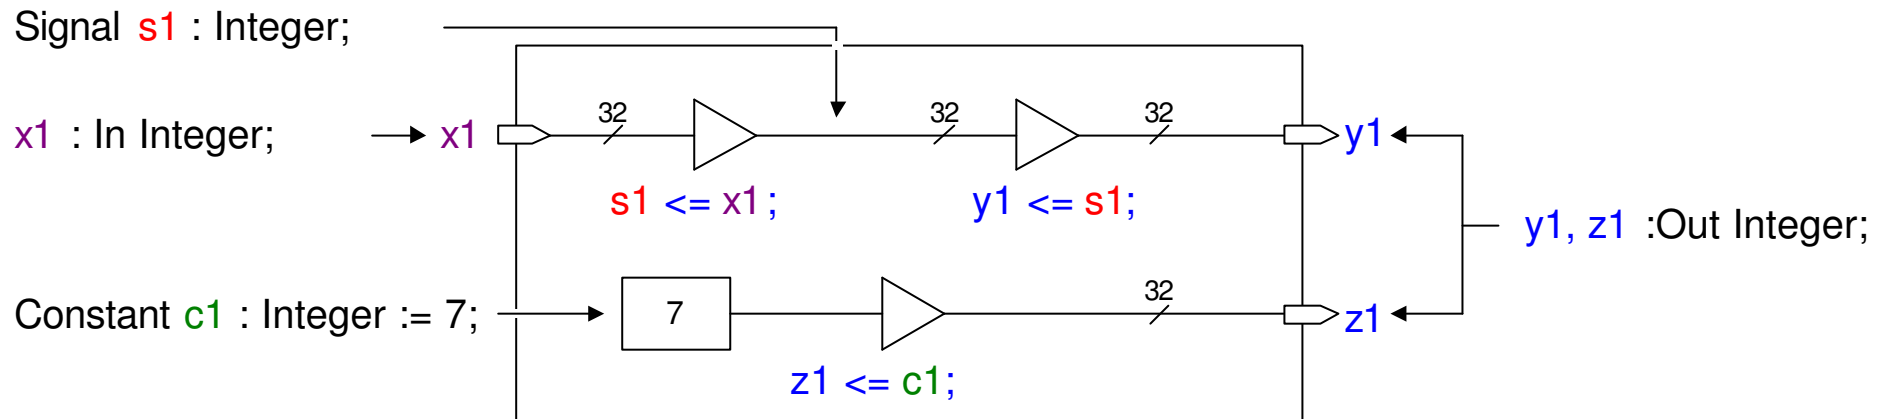 Signal s1 : Integer;
32 32 32
x1 : In Integer; x1 y1
s1 <= x1; y1 <= s1;
y1, z1 :Out Integer;
32
Constant c1 : Integer := 7; 7 z1
z1 <= c1;